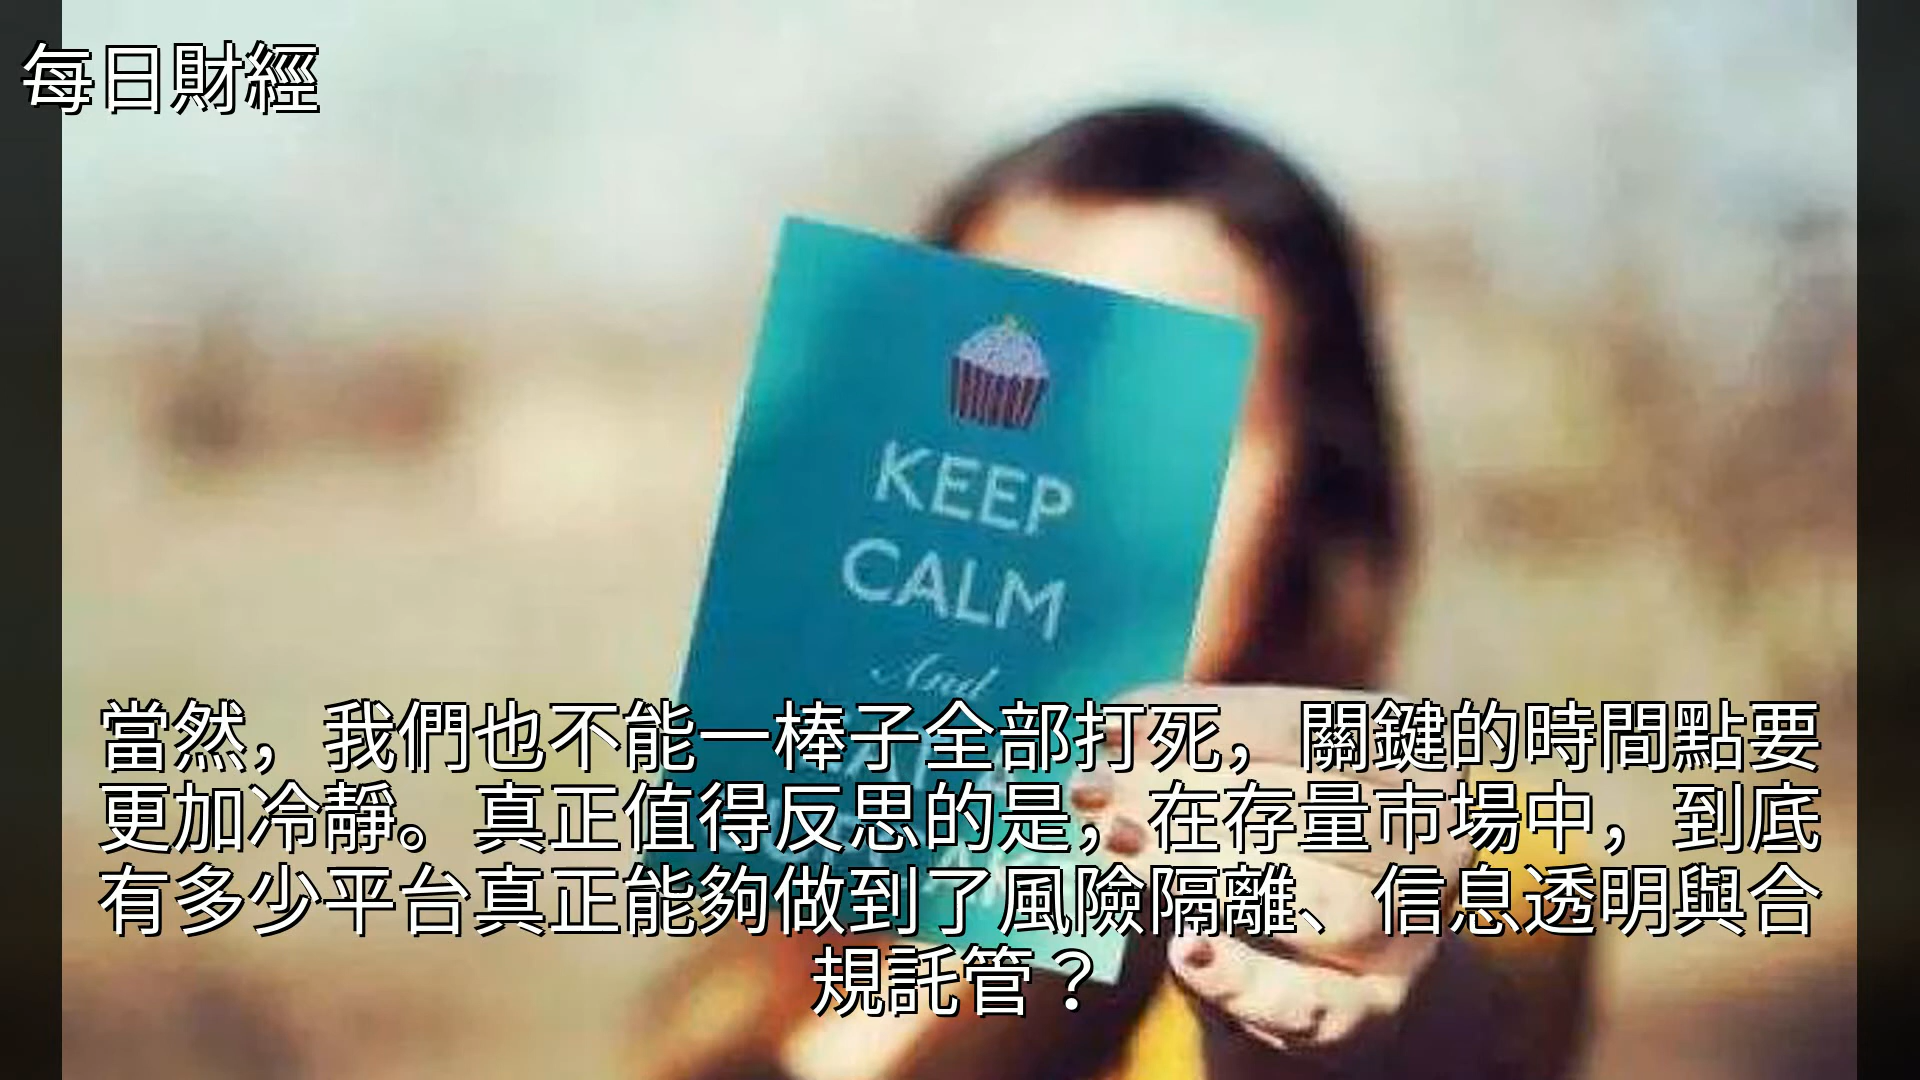 每日財經
KEEP
CALM
And
當然，我們也不能一棒子全部打死，關鍵的時間點要
更加冷靜。真正值得反思的是，在存量市場中，到底
有多少平台真正能夠做到了風險隔離、信息透明與合
規託管？